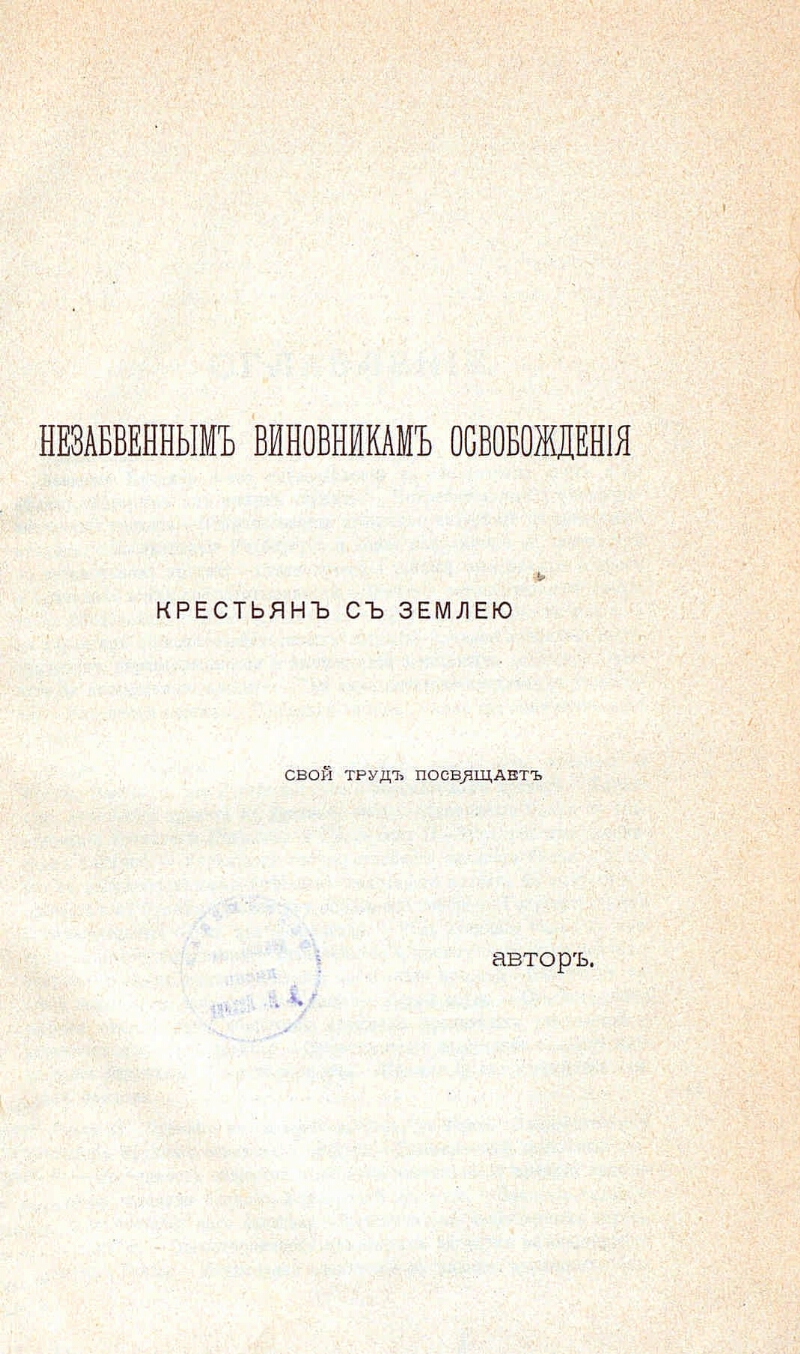 НЕЗАБВЕННЫМЪ ВИНОВНИКАМЪ ОСВОБОЖДЕНІЯ
КРЕСТЬЯНЪ СЪ ЗЕМЛЕЮ
СВОЙ ТРУДЪ ПОСВЯЩАЕТЪ
авторъ.